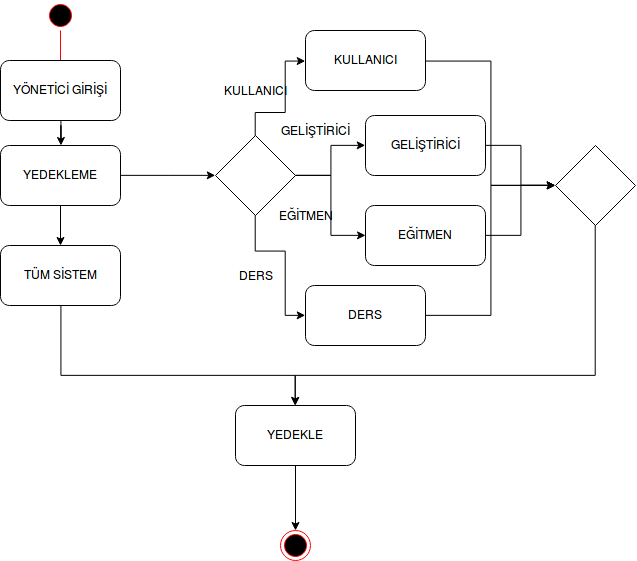 KULLANICI
YÖNETİCİ GİRİŞİ
KULLANICI
GELİŞTİRİCİ
GELİŞTİRİCİ
YEDEKLEME
EĞİTMEN
EĞİTMEN
TÜM SİSTEM
DERS
DERS
YEDEKLE